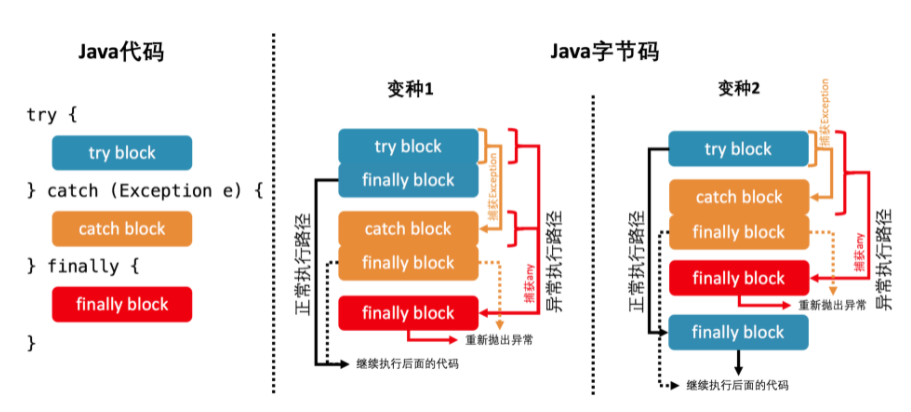 Java代码
try {
try block
} catch (Exception e) {
catch block
} finally {
finally block
}
Java字节码
变种1
try block
finally block
catch block
finally block
finally block
捕获Exception
捕获any
正常执行路径
异常执行路径
重新抛出异常
继续执行后面的代码
变种2
try block
catch block
finally block
finally block
finally block
捕获Exception
捕获any
正常执行路径
异常执行路径
重新抛出异常
继续执行后面的代码